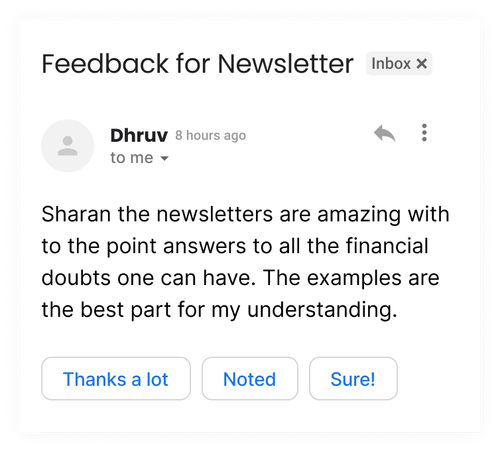 Feedback for Newsletter Inbox ✕
Dhruv 8 hours ago
to me
Sharan the newsletters are amazing with
to the point answers to all the financial
doubts one can have. The examples are
the best part for my understanding.
Thanks a lot Noted Sure!